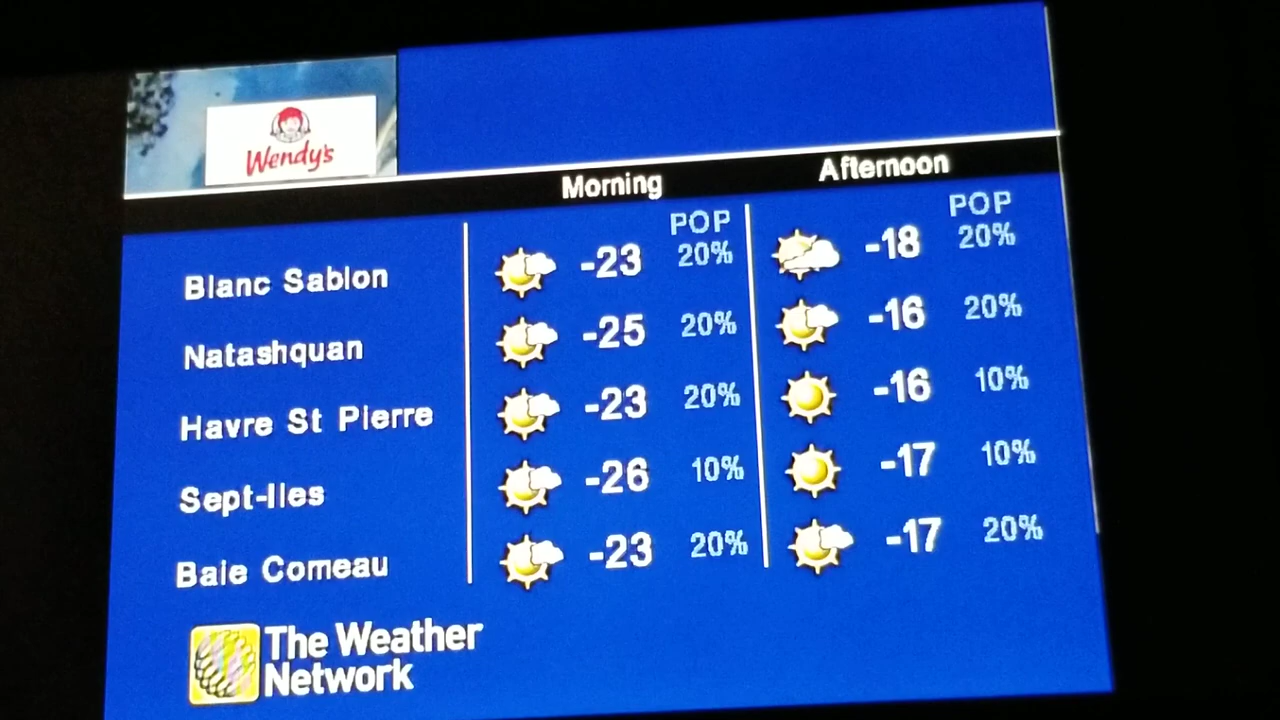 Wendy's
Morning Afternoon
POP POP
Blanc Sablon -23 20% -18 20%
Natashquan -25 20% -16 20%
Havre St Pierre -23 20% -16 10%
Sept-Iles -26 10% -17 10%
Baie Comeau -23 20% -17 20%
The Weather
Network